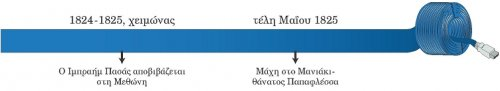 1824-1825, χειμώνας
τέλη Μαΐου 1825
Ο Ιμπραήμ Πασάς αποβιβάζεται
στη Μεθώνη
Μάχη στο Μανιάκι-
θάνατος Παπαφλέσσα